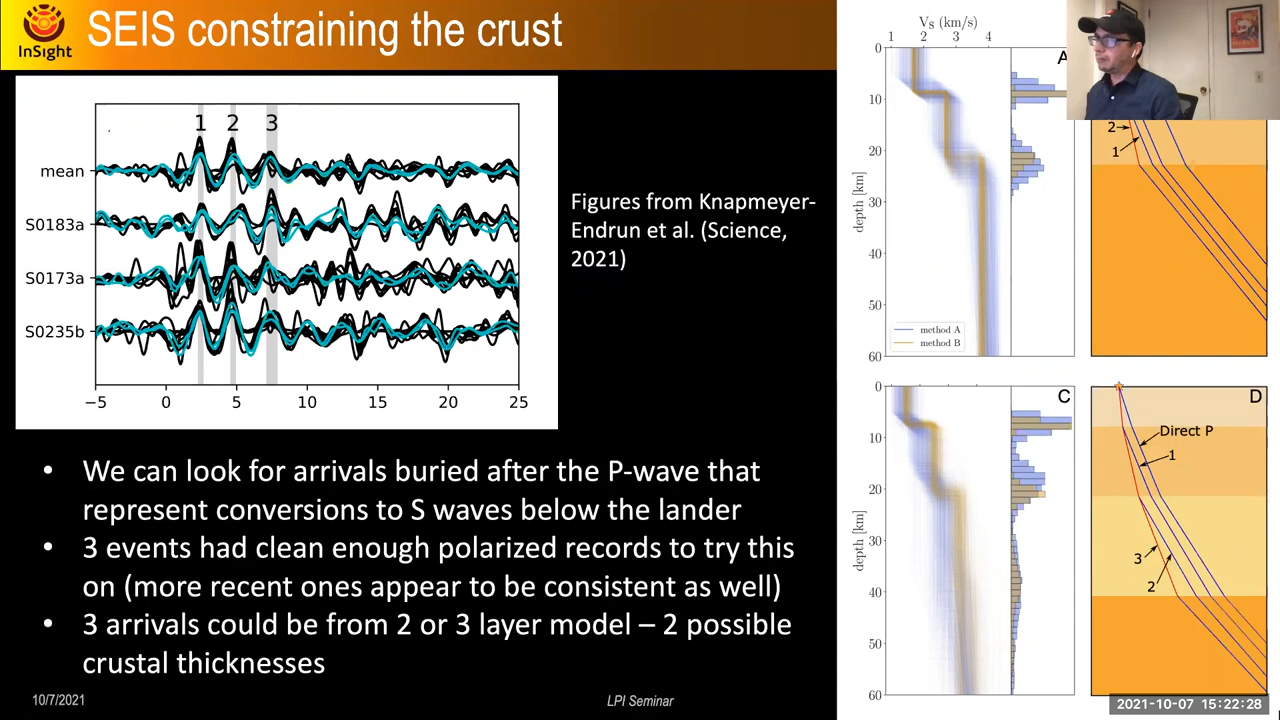 InSight
SEIS constraining the crust
1 2 3
mean
S0183a
S0173a
S0235b
−5 0 5 10 15 20 25
Figures from Knapmeyer-
Endrun et al. (Science,
2021)
• We can look for arrivals buried after the P-wave that
represent conversions to S waves below the lander
• 3 events had clean enough polarized records to try this
on (more recent ones appear to be consistent as well)
• 3 arrivals could be from 2 or 3 layer model – 2 possible
crustal thicknesses
10/7/2021
LPI Seminar
Vs (km/s)
1 2 3 4
A
0
10
20
30
40
50
60
depth [km]
method A
method B
2
1
C
0
10
20
30
40
50
60
depth [km]
D
Direct P
1
3
2
2021-10-07 15:22:28